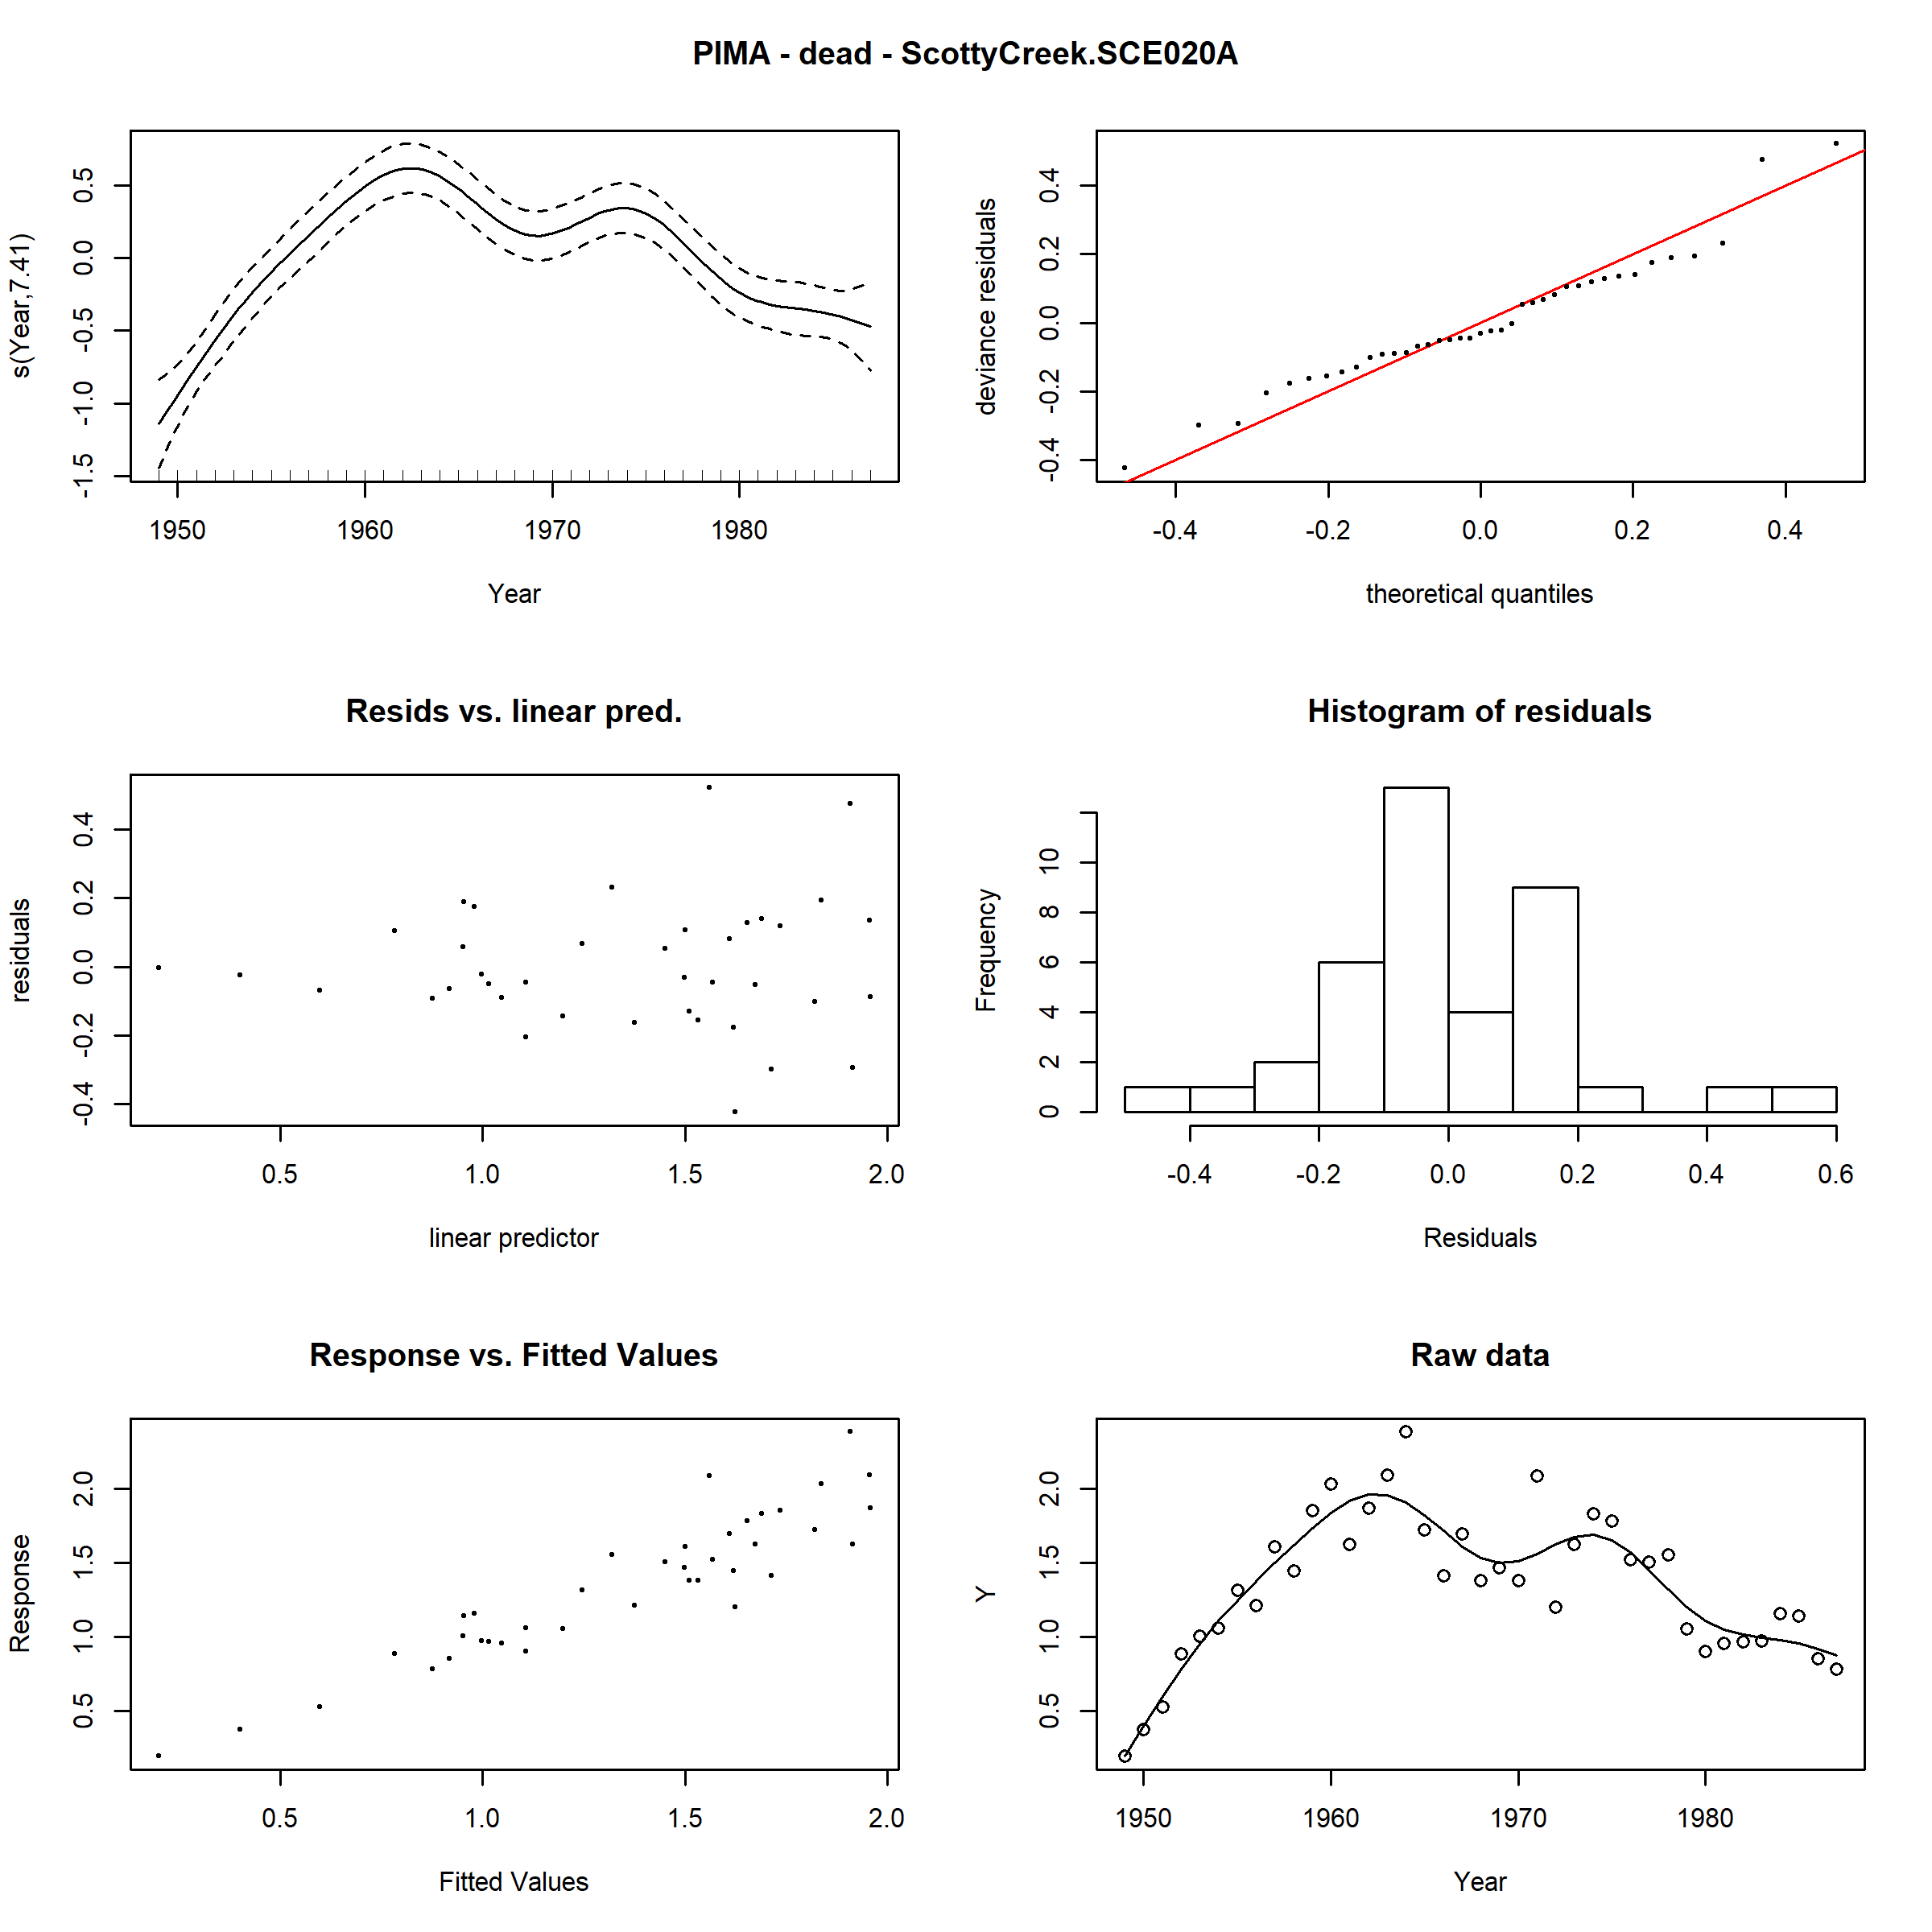 PIMA - dead - ScottyCreek.SCE020A
s(Year,7.41)
0.5
0.0
-0.5
-1.0
-1.5
1950 1960 1970 1980
Year
deviance residuals
0.4
0.2
0.0
-0.2
-0.4
-0.4 -0.2 0.0 0.2 0.4
theoretical quantiles
Resids vs. linear pred.
residuals
0.4
0.2
0.0
-0.2
-0.4
0.5 1.0 1.5 2.0
linear predictor
Histogram of residuals
Frequency
10
8
6
4
2
0
-0.4 -0.2 0.0 0.2 0.4 0.6
Residuals
Response vs. Fitted Values
Response
2.0
1.5
1.0
0.5
0.5 1.0 1.5 2.0
Fitted Values
Raw data
Y
2.0
1.5
1.0
0.5
1950 1960 1970 1980
Year